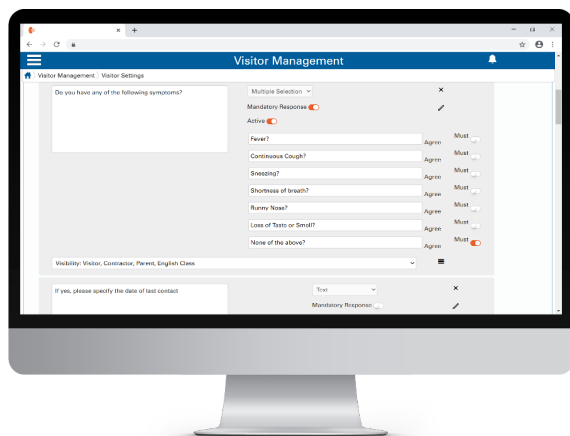 Visitor Management
Visitor Management Visitor Settings
Do you have any of the following symptoms?
Multiple Selection
Mandatory Response
Active
Fever?
Agree
Must
Continuous Cough?
Agree
Must
Sneezing?
Agree
Must
Shortness of breath?
Agree
Must
Runny Nose?
Agree
Must
Loss of Taste or Smell?
Agree
Must
None of the above?
Agree
Must
Visibility: Visitor, Contractor, Parent, English Class
If yes, please specify the date of last contact
Text
Mandatory Response